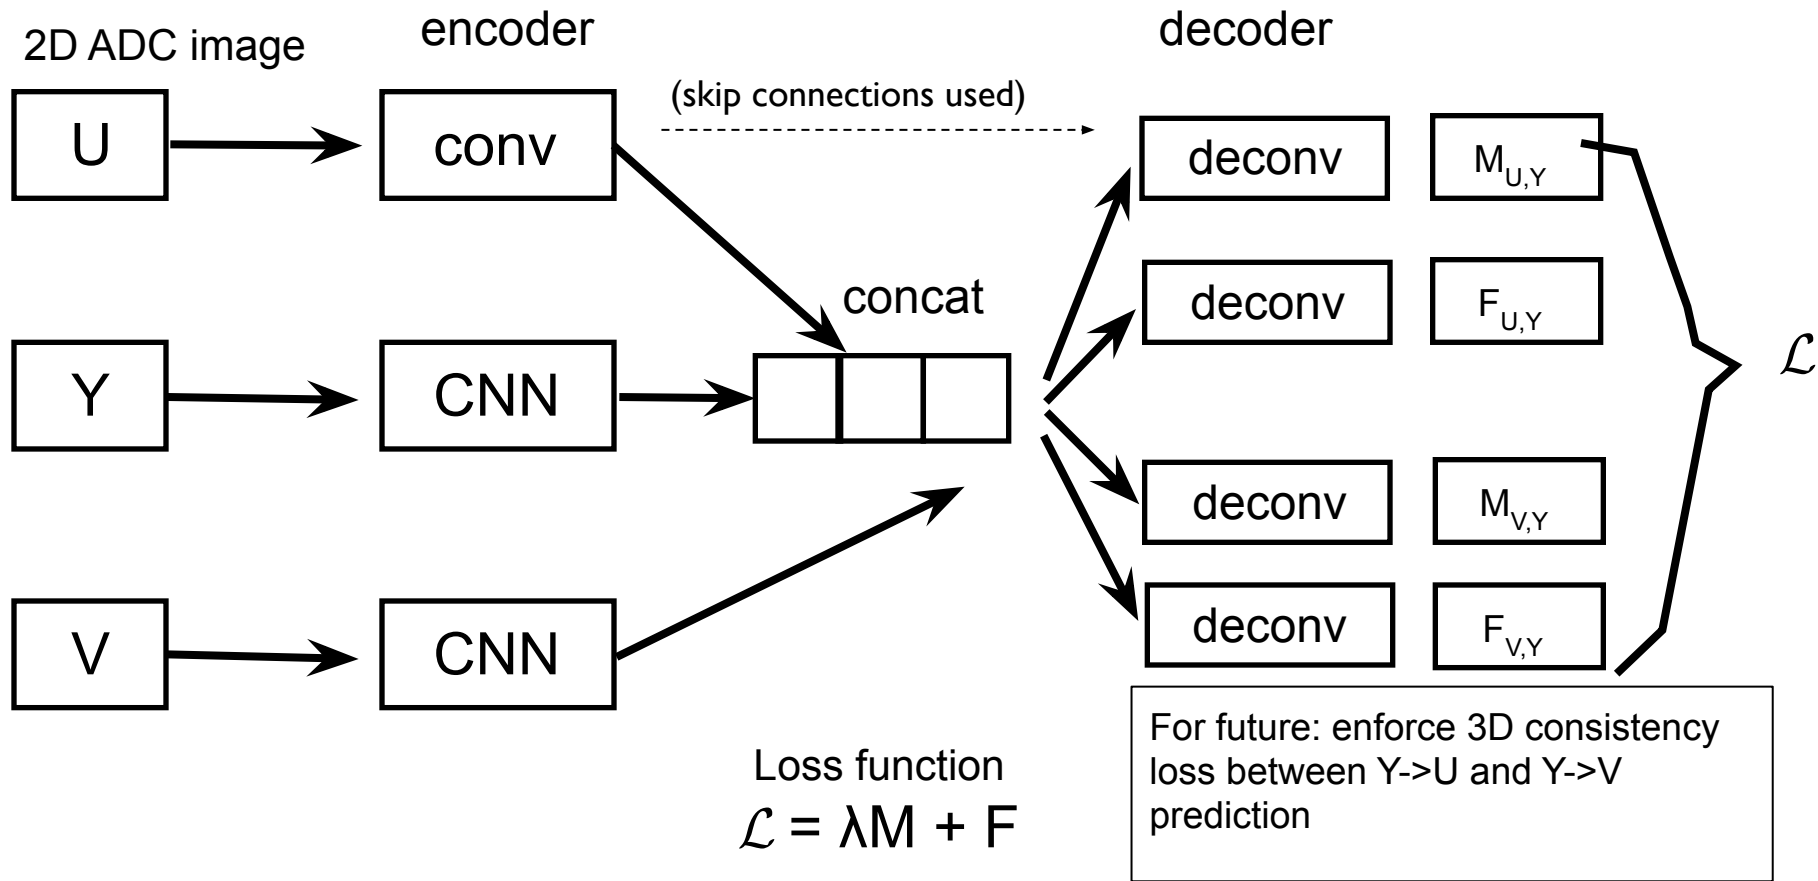 2D ADC image
encoder
decoder
(skip connections used)
U
conv
deconv
M_{U,Y}
deconv
F_{U,Y}
concat
ℒ
Y
CNN
deconv
M_{V,Y}
V
CNN
deconv
F_{V,Y}
Loss function
ℒ = λM + F
For future: enforce 3D consistency
loss between Y->U and Y->V
prediction